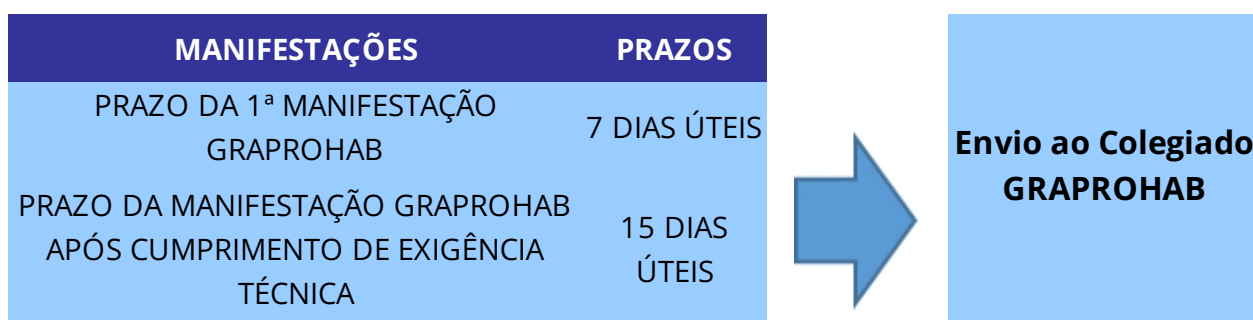 MANIFESTAÇÕES PRAZOS
PRAZO DA 1ª MANIFESTAÇÃO
GRAPROHAB
7 DIAS ÚTEIS
PRAZO DA MANIFESTAÇÃO GRAPROHAB
APÓS CUMPRIMENTO DE EXIGÊNCIA
TÉCNICA
15 DIAS
ÚTEIS
Envio ao Colegiado
GRAPROHAB